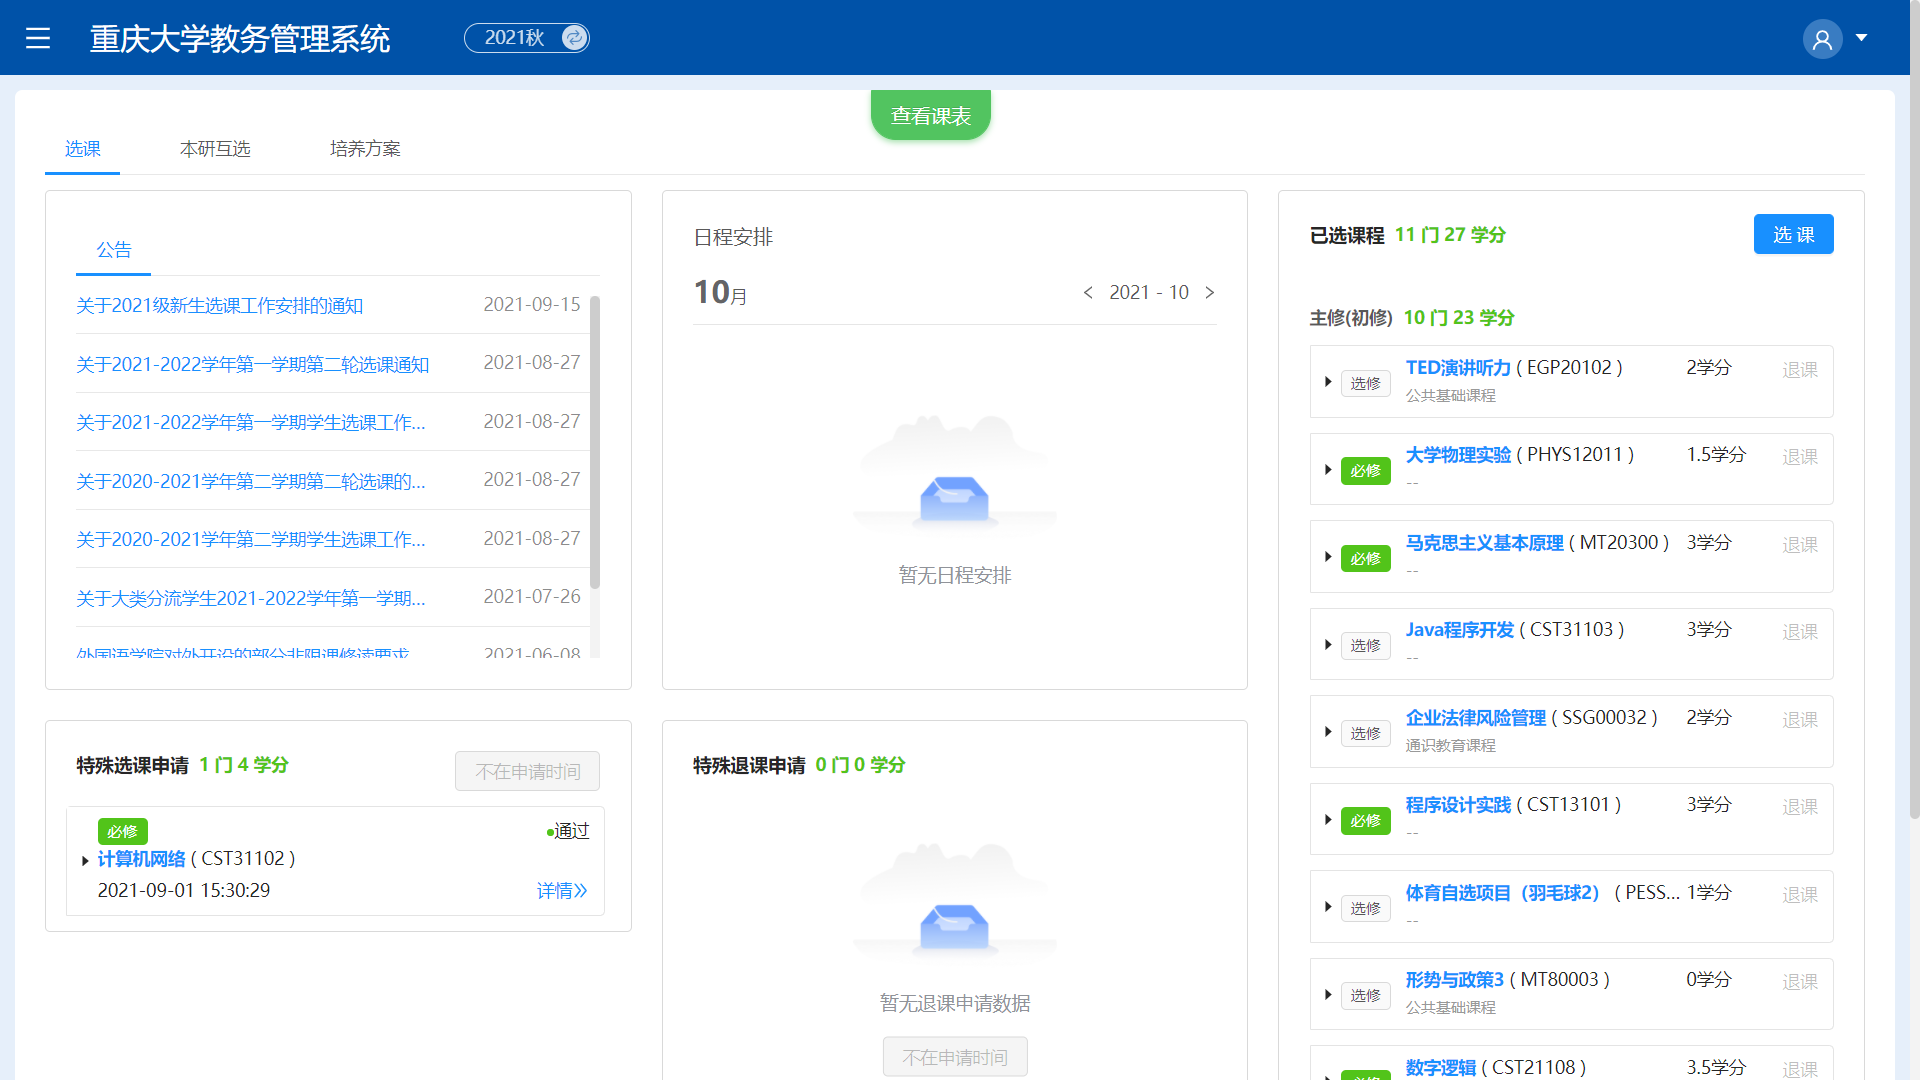 重庆大学教务管理系统
2021秋
查看课表
选课
本研互选
培养方案
公告
关于2021级新生选课工作安排的通知 2021-09-15
关于2021-2022学年第一学期第二轮选课通知 2021-08-27
关于2021-2022学年第一学期学生选课工作... 2021-08-27
关于2020-2021学年第二学期第二轮选课的... 2021-08-27
关于2020-2021学年第二学期学生选课工作... 2021-08-27
关于大类分流学生2021-2022学年第一学期... 2021-07-26
外国语学院对外开设的部分非限课修读要求 2021-06-08
日程安排
10月
< 2021 - 10 >
暂无日程安排
特殊选课申请 1 门 4 学分
不在申请时间
必修
通过
计算机网络 ( CST31102 )
2021-09-01 15:30:29
详情
特殊退课申请 0 门 0 学分
暂无退课申请数据
不在申请时间
已选课程 11 门 27 学分
选 课
主修(初修) 10 门 23 学分
选修 TED演讲听力 ( EGP20102 ) 2学分 退课
公共基础课程
必修 大学物理实验 ( PHYS12011 ) 1.5学分 退课
--
必修 马克思主义基本原理 ( MT20300 ) 3学分 退课
--
选修 Java程序开发 ( CST31103 ) 3学分 退课
--
选修 企业法律风险管理 ( SSG00032 ) 2学分 退课
通识教育课程
必修 程序设计实践 ( CST13101 ) 3学分 退课
--
选修 体育自选项目（羽毛球2） ( PESS... 1学分 退课
--
选修 形势与政策3 ( MT80003 ) 0学分 退课
公共基础课程
必修 数字逻辑 ( CST21108 ) 3.5学分 退课